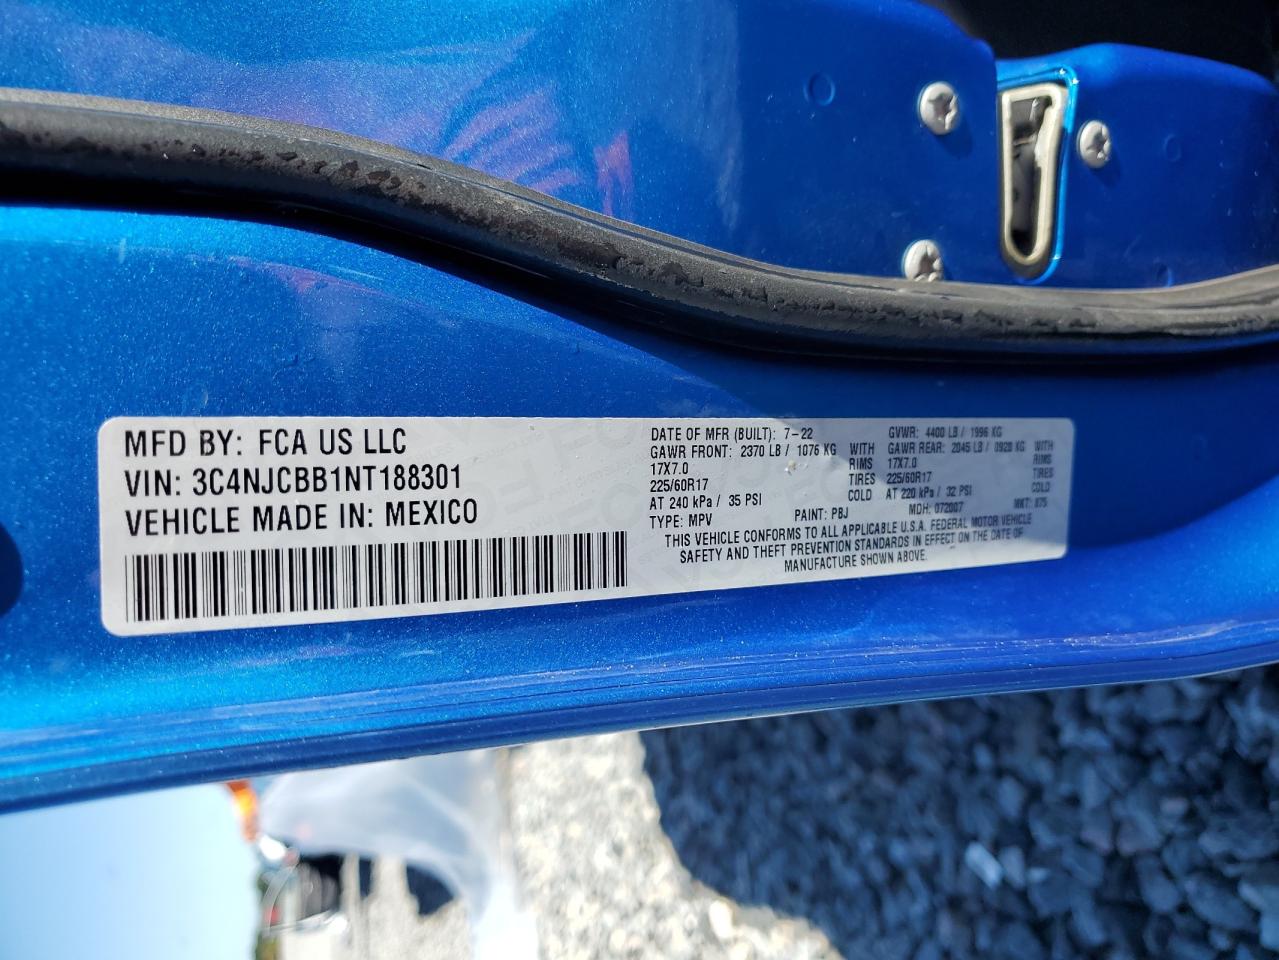 MFD BY: FCA US LLC
VIN: 3C4NJCBB1NT188301
VEHICLE MADE IN: MEXICO
DATE OF MFR (BUILT): 7-22 GVWR: 4400 LB / 1996 KG
GAWR FRONT: 2370 LB / 1076 KG WITH GAWR REAR: 2045 LB / 0928 KG WITH
17X7.0 RIMS 17X7.0 RIMS
225/60R17 TIRES 225/60R17 TIRES
AT 240 kPa / 35 PSI COLD AT 220 kPa / 32 PSI COLD
TYPE: MPV PAINT: PBJ MDH: 072007 MKT: 875
THIS VEHICLE CONFORMS TO ALL APPLICABLE U.S.A. FEDERAL MOTOR VEHICLE
SAFETY AND THEFT PREVENTION STANDARDS IN EFFECT ON THE DATE OF
MANUFACTURE SHOWN ABOVE.